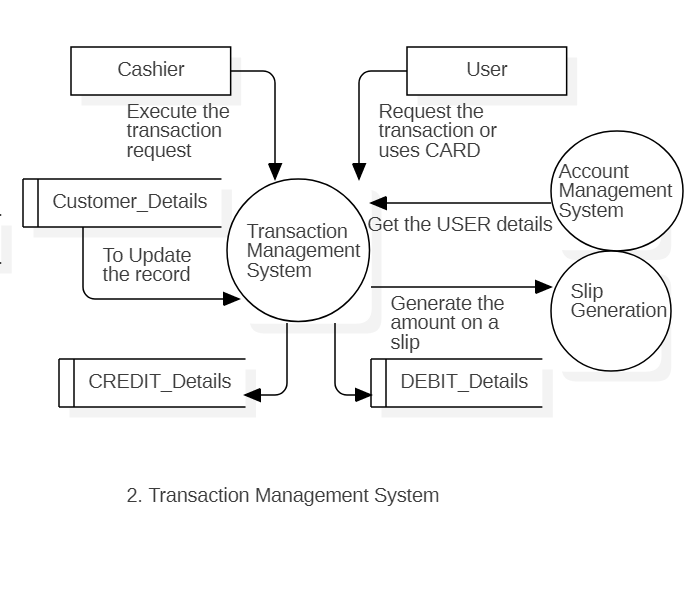 Cashier
User
Execute the
transaction
request
Request the
transaction or
uses CARD
Account
Management
System
Customer_Details
Get the USER details
Transaction
Management
System
To Update
the record
Slip
Generation
Generate the
amount on a
slip
CREDIT_Details
DEBIT_Details
2. Transaction Management System